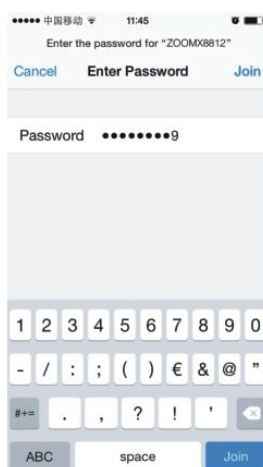 中国移动 11:45
Enter the password for "ZOOMX8812"
Cancel Enter Password Join
Password ••••••••9
1 2 3 4 5 6 7 8 9 0
- / : ; ( ) € & @ "
#+= . , ? ! '
ABC space Join